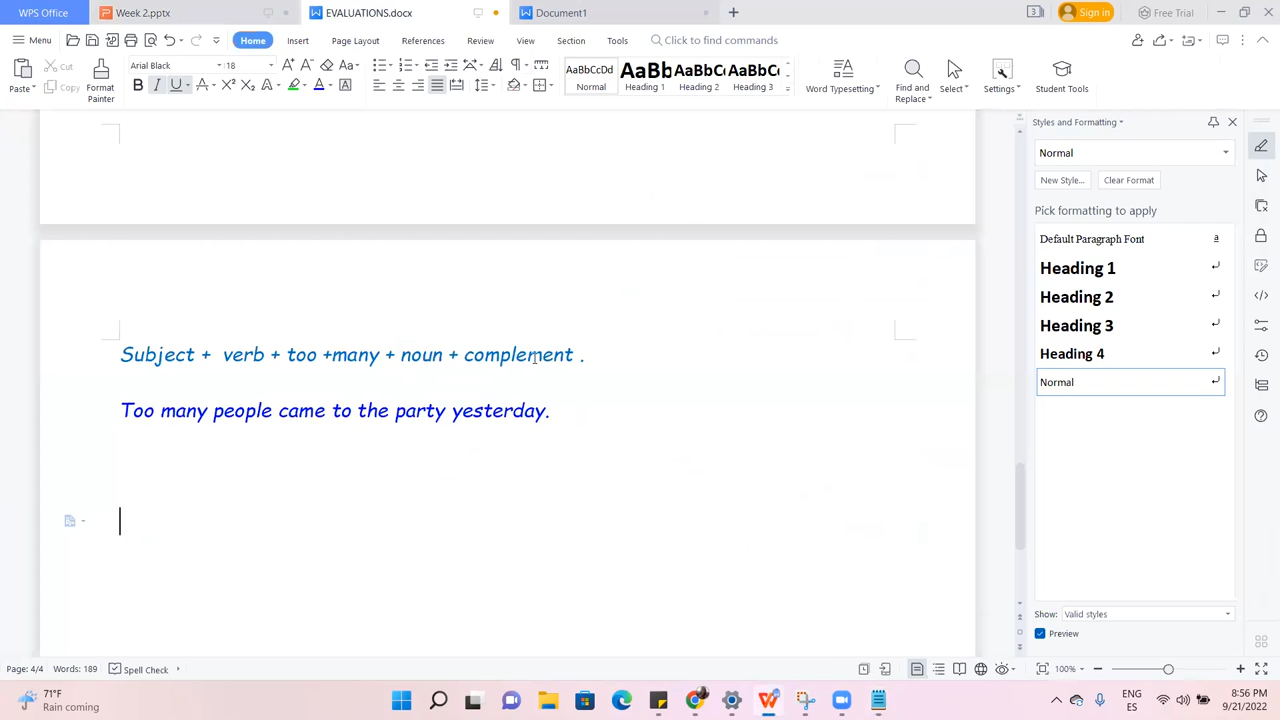 WPS Office
Week 2.pptx
EVALUATIONS.docx
Document1
3
Sign in
Free Trial
Menu
Home
Insert
Page Layout
References
Review
View
Section
Tools
Click to find commands
Paste
Cut
Copy
Format Painter
Arial Black
18
AaBbCcDd
Normal
AaBb
Heading 1
AaBbC
Heading 2
AaBbC
Heading 3
Word Typesetting
Find and Replace
Select
Settings
Student Tools
Styles and Formatting
Normal
New Style...
Clear Format
Pick formatting to apply
Default Paragraph Font a
Heading 1
Heading 2
Heading 3
Heading 4
Normal
Show: Valid styles
Preview
Subject + verb + too +many + noun + complement .
Too many people came to the party yesterday.
Page: 4/4 Words: 189 Spell Check
100%
71°F
Rain coming
ENG
ES
8:56 PM
9/21/2022